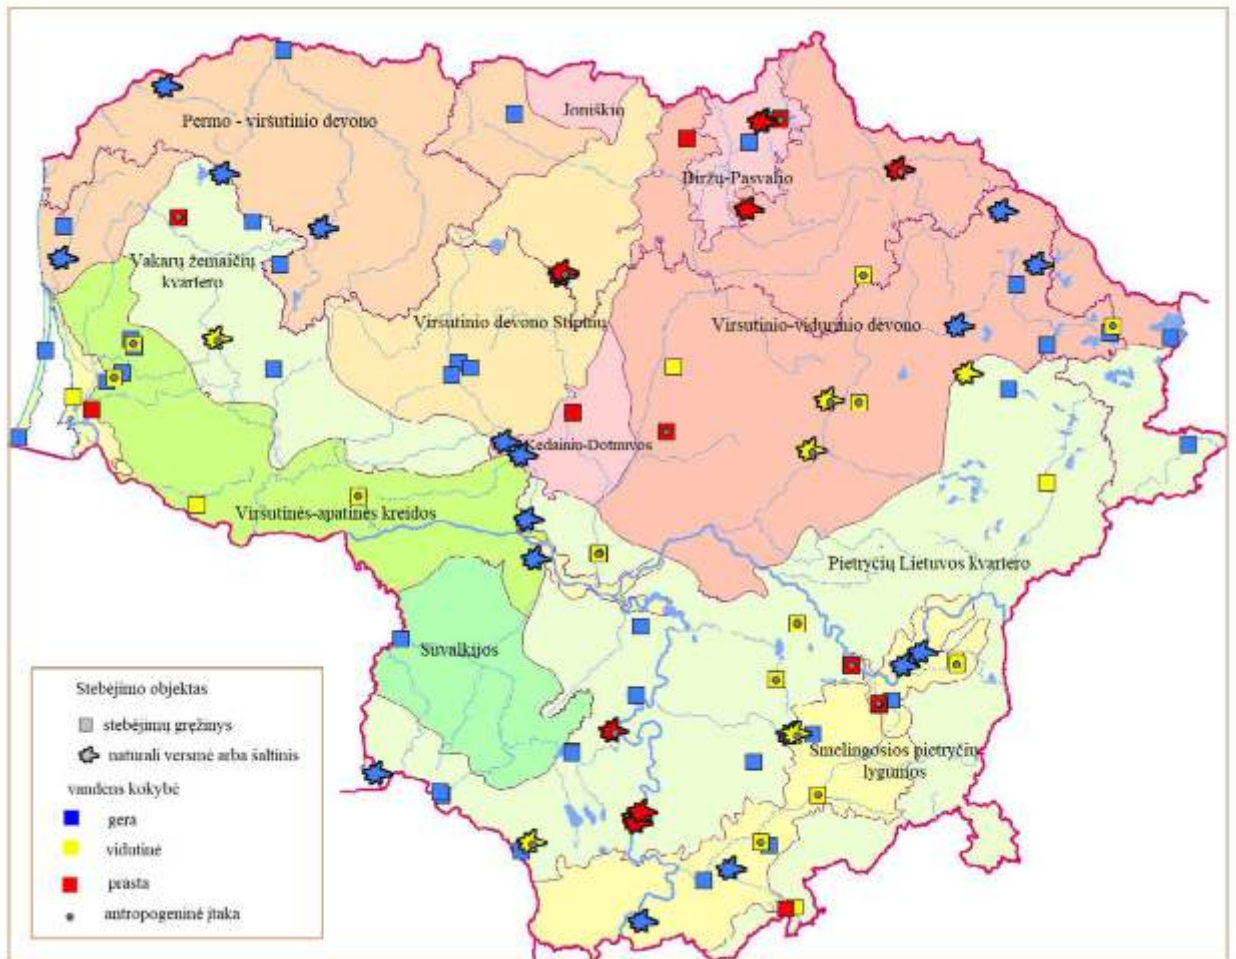 Joniškio
Permo - viršutinio devono
Biržų-Pasvalio
Vakarų žemaičių
kvartero
Viršutinio devono Stipinų
Viršutinio-vidurinio devono
Kėdainių-Dotnuvos
Viršutinės-apatinės kreidos
Pietryčių Lietuvos kvartero
Suvalkijos
Smėlingosios pietryčių
lygumos
Stebėjimo objektas
stebėjimų gręžinys
naturali versmė arba šaltinis
vandens kokybė
gera
vidutinė
prasta
antropogeninė įtaka